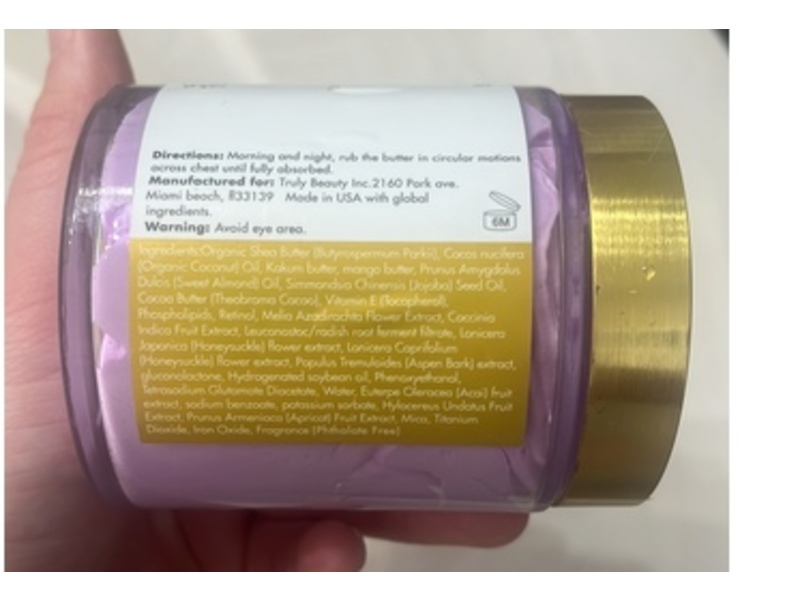 Directions: Morning and night, rub the butter in circular motions
across chest until fully absorbed.
Manufactured for: Truly Beauty Inc.2160 Park ave.
Miami beach, fl33139 Made in USA with global
ingredients.
Warning: Avoid eye area.
6M
Ingredients:Organic Shea Butter (Butyrospermum Parkii), Cocos nucifera
(Organic Coconut) Oil, Kokum butter, mango butter, Prunus Amygdalus
Dulcis (Sweet Almond) Oil, Simmondsia Chinensis (Jojoba) Seed Oil,
Cocoa Butter (Theobroma Cacao), Vitamin E (Tocopherol),
Phospholipids, Retinol, Melia Azadirachta Flower Extract, Coccinia
Indica Fruit Extract, Leuconostoc/radish root ferment filtrate, Lonicera
Japonica (Honeysuckle) flower extract, Lonicera Caprifolium
(Honeysuckle) flower extract, Populus Tremuloides (Aspen Bark) extract,
gluconolactone, Hydrogenated soybean oil, Phenoxyethanol,
Tetrasodium Glutamate Diacetate, Water, Euterpe Oleracea (Acai) fruit
extract, sodium benzoate, potassium sorbate, Hylocereus Undatus Fruit
Extract, Prunus Armeniaca (Apricot) Fruit Extract, Mica, Titanium
Dioxide, Iron Oxide, Fragrance (Phthalate Free)